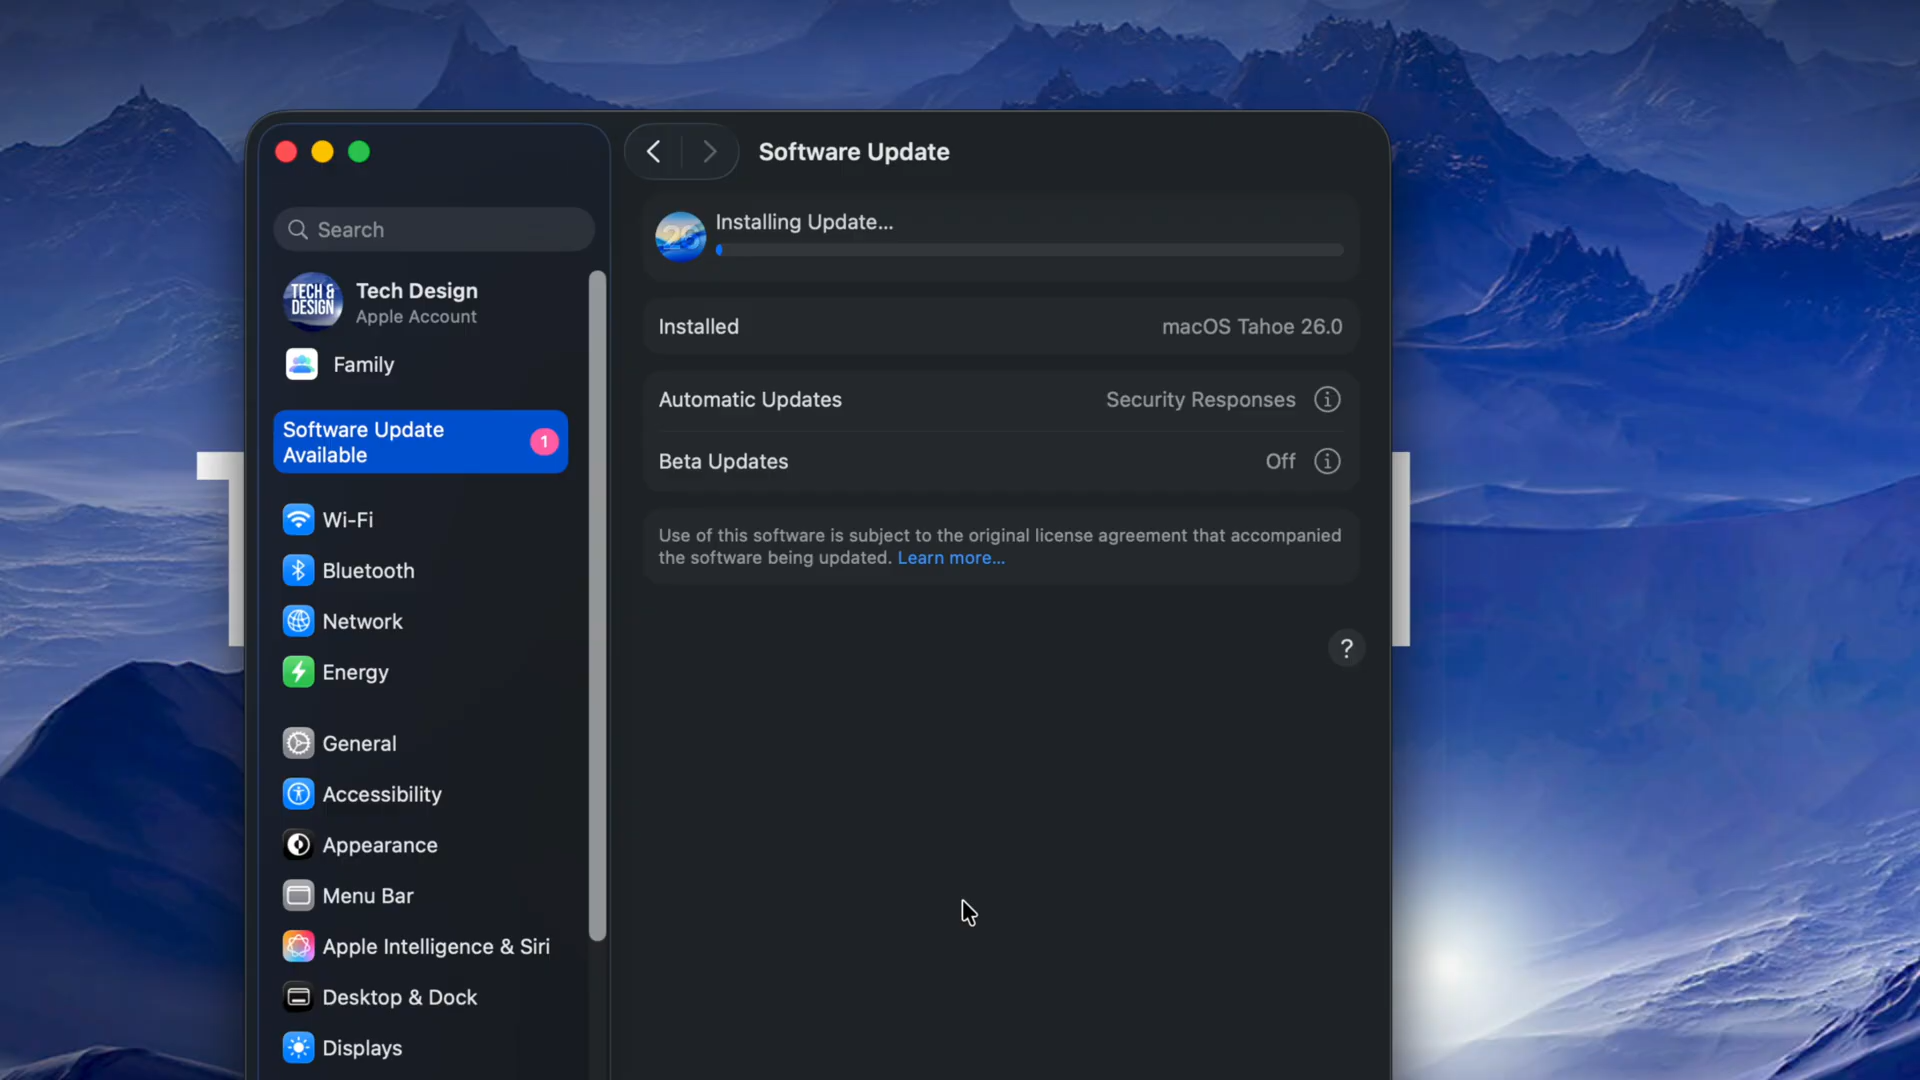 Software Update
Search
26
Installing Update...
TECH &
DESIGN
Tech Design
Apple Account
Installed
macOS Tahoe 26.0
Family
Automatic Updates
Security Responses
Software Update
Available
1
Beta Updates
Off
Wi-Fi
Use of this software is subject to the original license agreement that accompanied
the software being updated. Learn more...
Bluetooth
Network
?
Energy
General
Accessibility
Appearance
Menu Bar
Apple Intelligence & Siri
Desktop & Dock
Displays